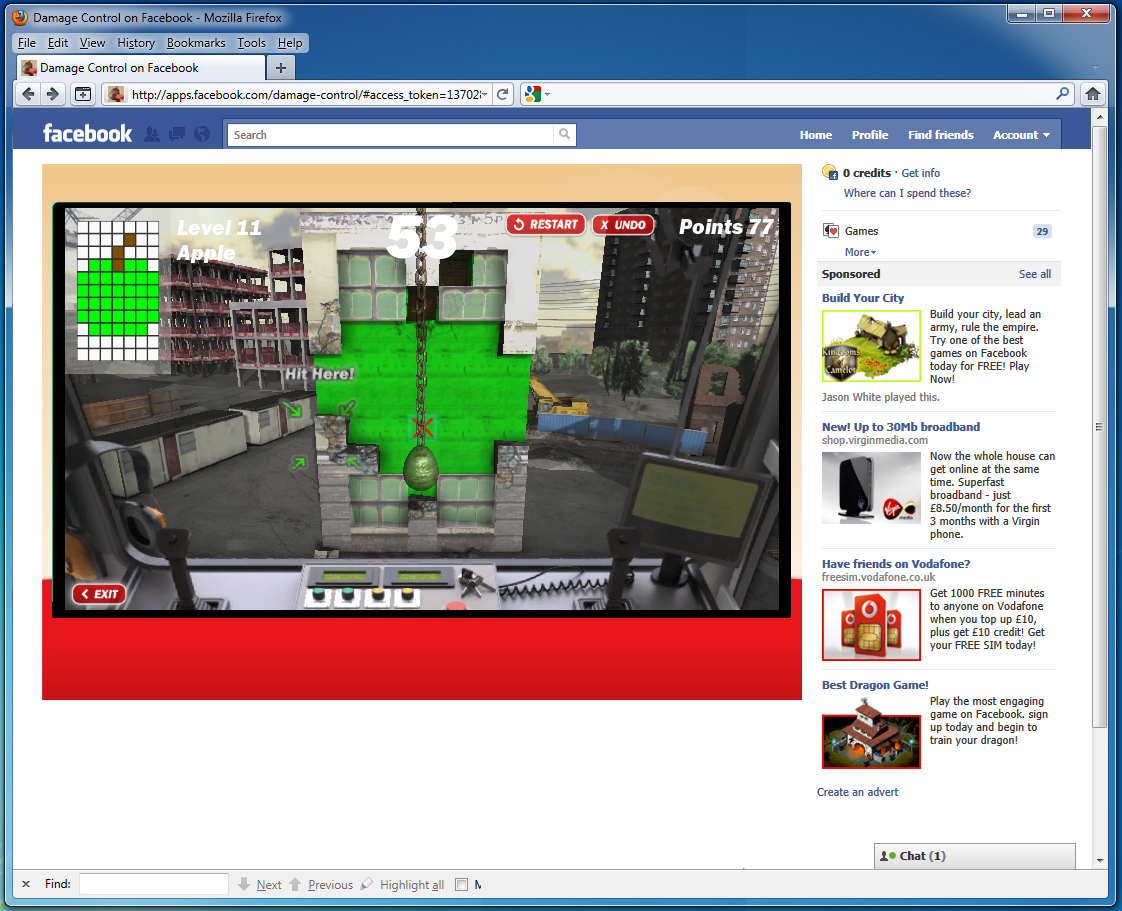 Damage Control on Facebook - Mozilla Firefox
File Edit View History Bookmarks Tools Help
Damage Control on Facebook
http://apps.facebook.com/damage-control/#access_token=13702
facebook
Search
Home Profile Find friends Account
0 credits · Get info
Where can I spend these?
Games 29
More
Sponsored See all
Build Your City
Build your city, lead an
army, rule the empire.
Try one of the best
games on Facebook
today for FREE! Play
Now!
Kingdoms
of
Camelot
Jason White played this.
New! Up to 30Mb broadband
shop.virginmedia.com
Now the whole house can
get online at the same
time. Superfast
broadband - just
£8.50/month for the first
3 months with a Virgin
phone.
Virgin
media
Have friends on Vodafone?
freesim.vodafone.co.uk
Get 1000 FREE minutes
to anyone on Vodafone
when you top up £10,
plus get £10 credit! Get
your FREE SIM today!
Best Dragon Game!
Play the most engaging
game on Facebook. sign
up today and begin to
train your dragon!
Create an advert
Level 11
Apple
53
RESTART
X UNDO
Points 77
Hit Here!
EXIT
Chat (1)
x Find: Next Previous Highlight all